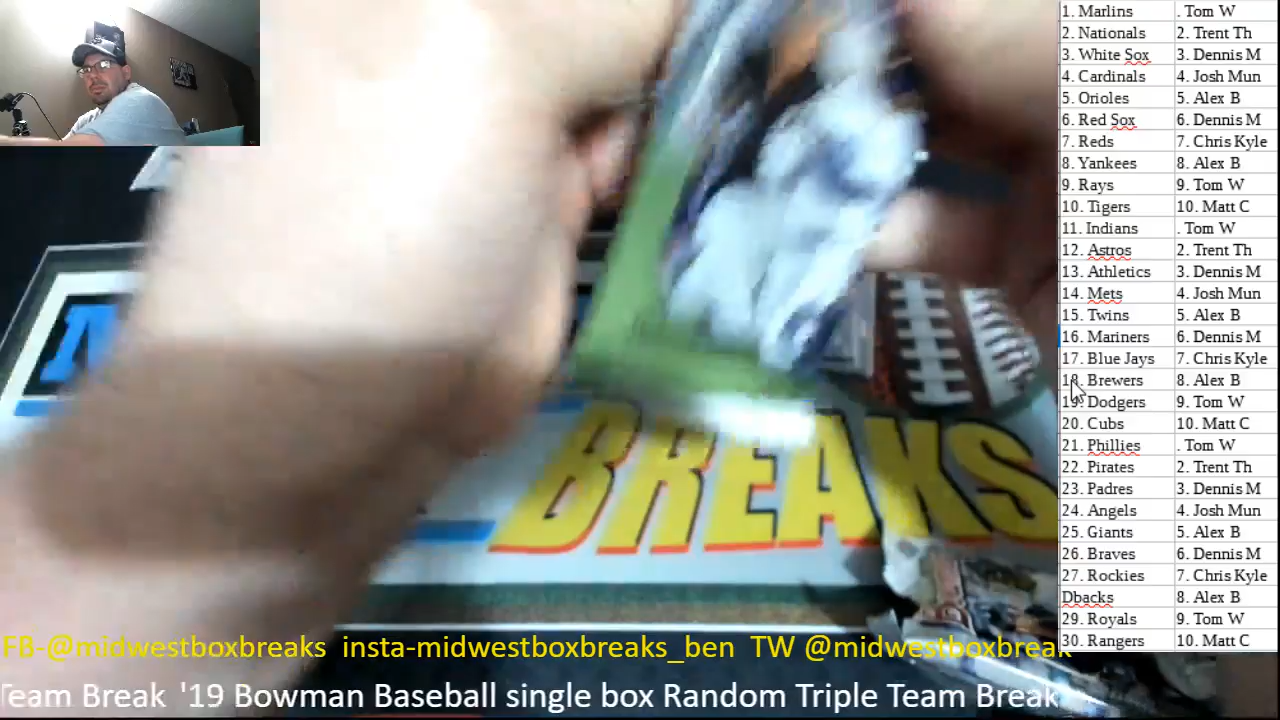 1. Marlins . Tom W
2. Nationals 2. Trent Th
3. White Sox 3. Dennis M
4. Cardinals 4. Josh Mun
5. Orioles 5. Alex B
6. Red Sox 6. Dennis M
7. Reds 7. Chris Kyle
8. Yankees 8. Alex B
9. Rays 9. Tom W
10. Tigers 10. Matt C
11. Indians . Tom W
12. Astros 2. Trent Th
13. Athletics 3. Dennis M
14. Mets 4. Josh Mun
15. Twins 5. Alex B
16. Mariners 6. Dennis M
17. Blue Jays 7. Chris Kyle
18. Brewers 8. Alex B
19. Dodgers 9. Tom W
20. Cubs 10. Matt C
21. Phillies . Tom W
22. Pirates 2. Trent Th
23. Padres 3. Dennis M
24. Angels 4. Josh Mun
25. Giants 5. Alex B
26. Braves 6. Dennis M
27. Rockies 7. Chris Kyle
Dbacks 8. Alex B
29. Royals 9. Tom W
30. Rangers 10. Matt C
BREAKS
FB-@midwestboxbreaks insta-midwestboxbreaks_ben TW @midwestboxbreak
Team Break '19 Bowman Baseball single box Random Triple Team Break